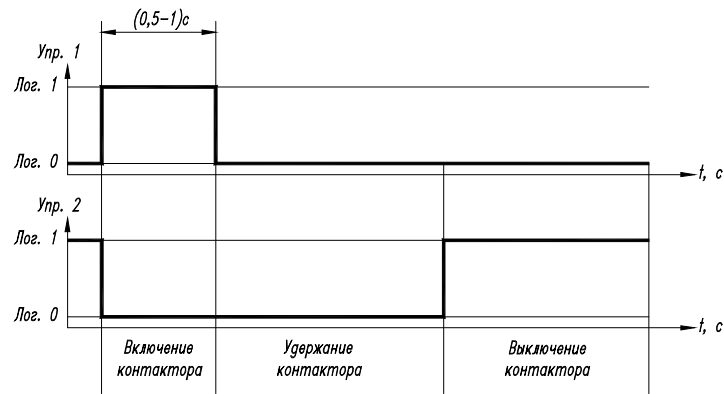 (0,5-1)с
Упр. 1
Лог. 1
Лог. 0
t, с
Упр. 2
Лог. 1
Лог. 0
t, с
Включение
контактора
Удержание
контактора
Выключение
контактора